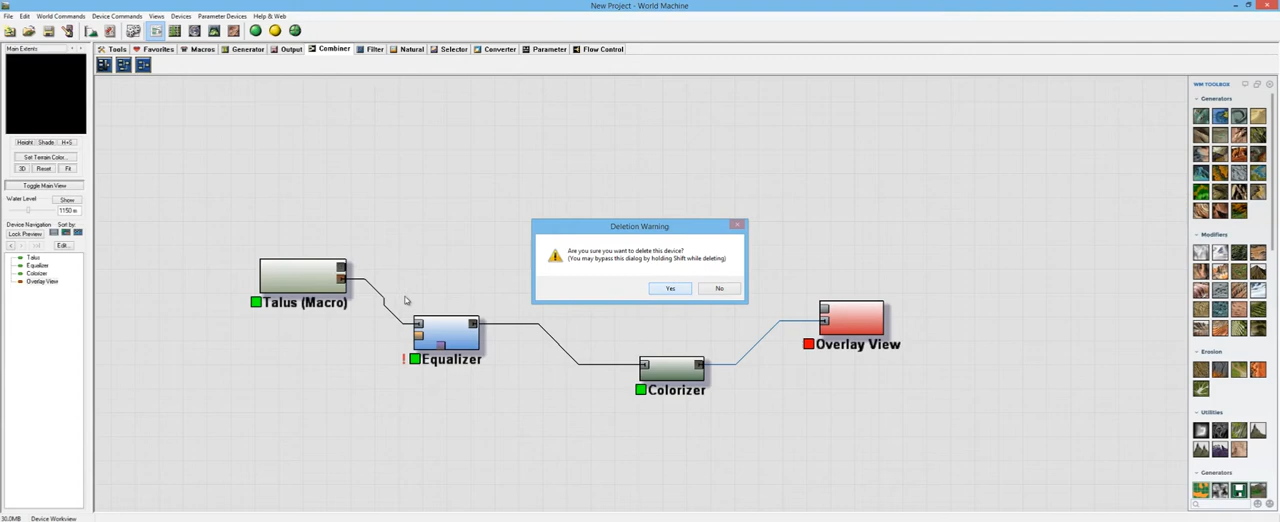 New Project - World Machine
File Edit World Commands Device Commands Views Devices Parameter Devices Help & Web
Main Extents
Tools Favorites Macros Generator Output Combiner Filter Natural Selector Converter Parameter Flow Control
Height Shade H+S
Set Terrain Color...
3D Reset Fit
Toggle Main View
Water Level: Show
1150 m
Device Navigation Sort by:
Lock Preview
Edit...
Talus
Equalizer
Colorizer
Overlay View
Talus (Macro)
! Equalizer
Colorizer
Overlay View
Deletion Warning
Are you sure you want to delete this device?
(You may bypass this dialog by holding Shift while deleting)
Yes No
WM TOOLBOX
Generators
Modifiers
Erosion
Utilities
Generators
30.0MB Device Workview